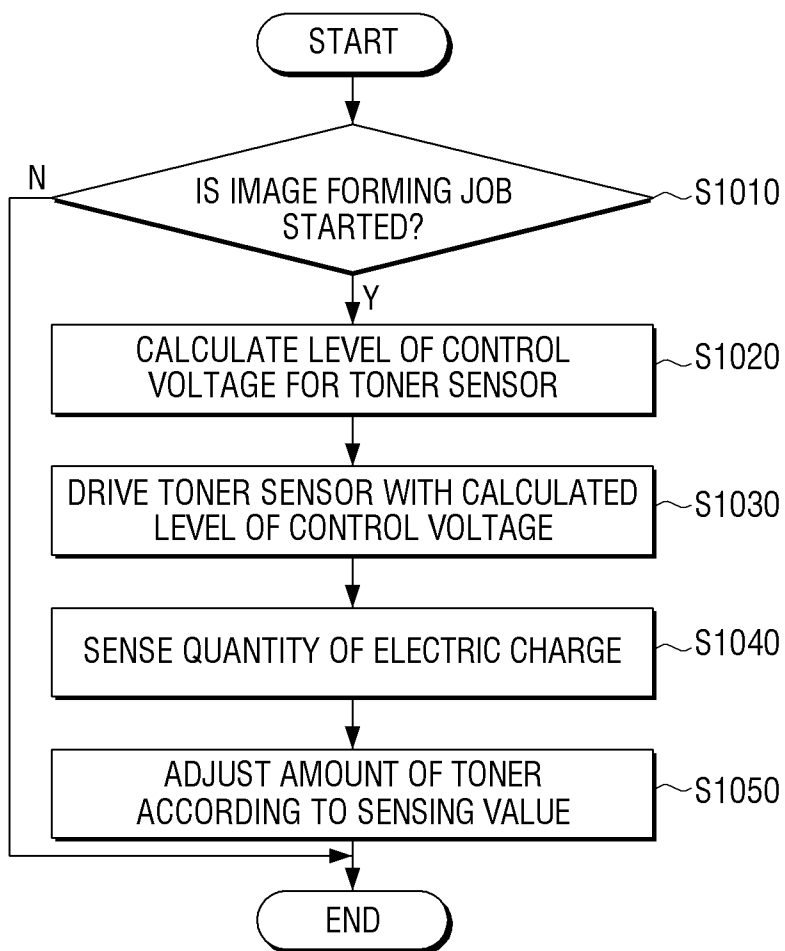 START
N
IS IMAGE FORMING JOB
STARTED?
S1010
Y
CALCULATE LEVEL OF CONTROL
VOLTAGE FOR TONER SENSOR
S1020
DRIVE TONER SENSOR WITH CALCULATED
LEVEL OF CONTROL VOLTAGE
S1030
SENSE QUANTITY OF ELECTRIC CHARGE
S1040
ADJUST AMOUNT OF TONER
ACCORDING TO SENSING VALUE
S1050
END